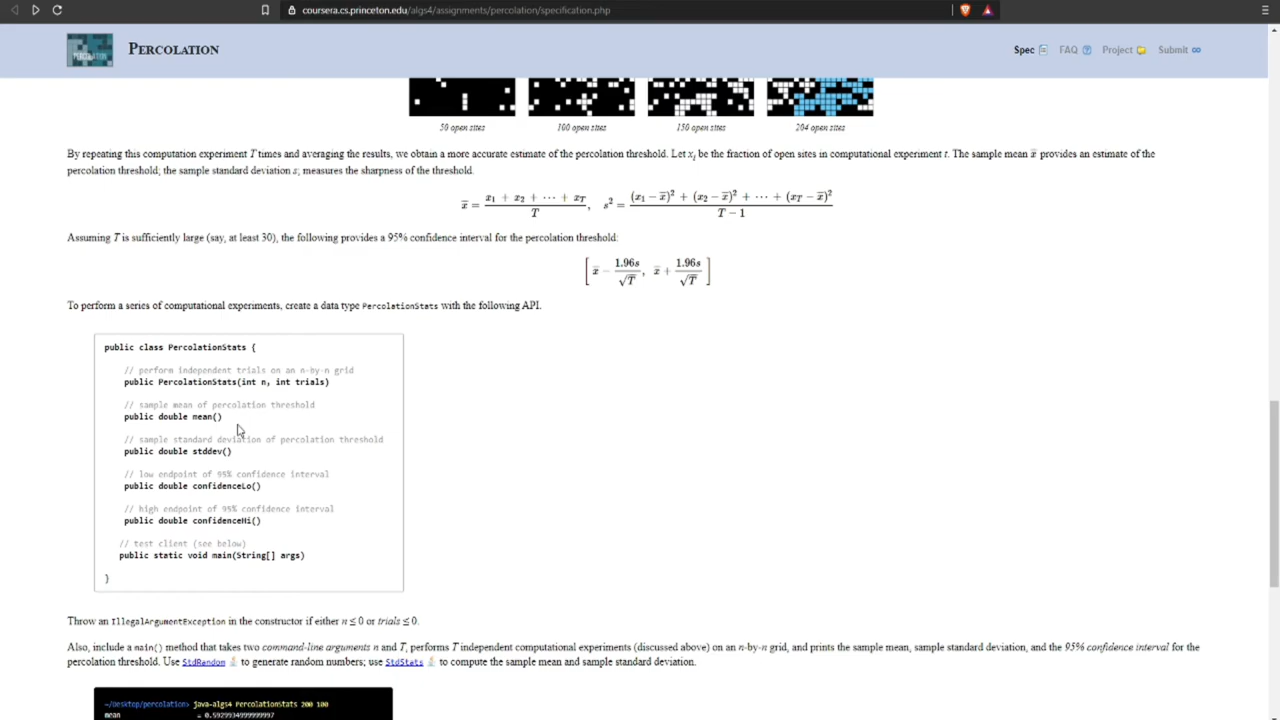 coursera.cs.princeton.edu/algs4/assignments/percolation/specification.php
PERCOLATION
Spec
FAQ
Project
Submit
50 open sites
100 open sites
150 open sites
204 open sites
By repeating this computation experiment T times and averaging the results, we obtain a more accurate estimate of the percolation threshold. Let xₜ be the fraction of open sites in computational experiment t. The sample mean x̅ provides an estimate of the
percolation threshold; the sample standard deviation s; measures the sharpness of the threshold.
x̅ = (x₁ + x₂ + ··· + x_T) / T, s² = ((x₁ − x̅)² + (x₂ − x̅)² + ··· + (x_T − x̅)²) / (T − 1)
Assuming T is sufficiently large (say, at least 30), the following provides a 95% confidence interval for the percolation threshold:
[ x̅ − 1.96s / √T, x̅ + 1.96s / √T ]
To perform a series of computational experiments, create a data type PercolationStats with the following API.
public class PercolationStats {
// perform independent trials on an n-by-n grid
public PercolationStats(int n, int trials)
// sample mean of percolation threshold
public double mean()
// sample standard deviation of percolation threshold
public double stddev()
// low endpoint of 95% confidence interval
public double confidenceLo()
// high endpoint of 95% confidence interval
public double confidenceHi()
// test client (see below)
public static void main(String[] args)
}
Throw an IllegalArgumentException in the constructor if either n ≤ 0 or trials ≤ 0.
Also, include a main() method that takes two command-line arguments n and T, performs T independent computational experiments (discussed above) on an n-by-n grid, and prints the sample mean, sample standard deviation, and the 95% confidence interval for the
percolation threshold. Use StdRandom to generate random numbers; use StdStats to compute the sample mean and sample standard deviation.
~/Desktop/percolation> java-algs4 PercolationStats 200 100
mean = 0.5929934999999997